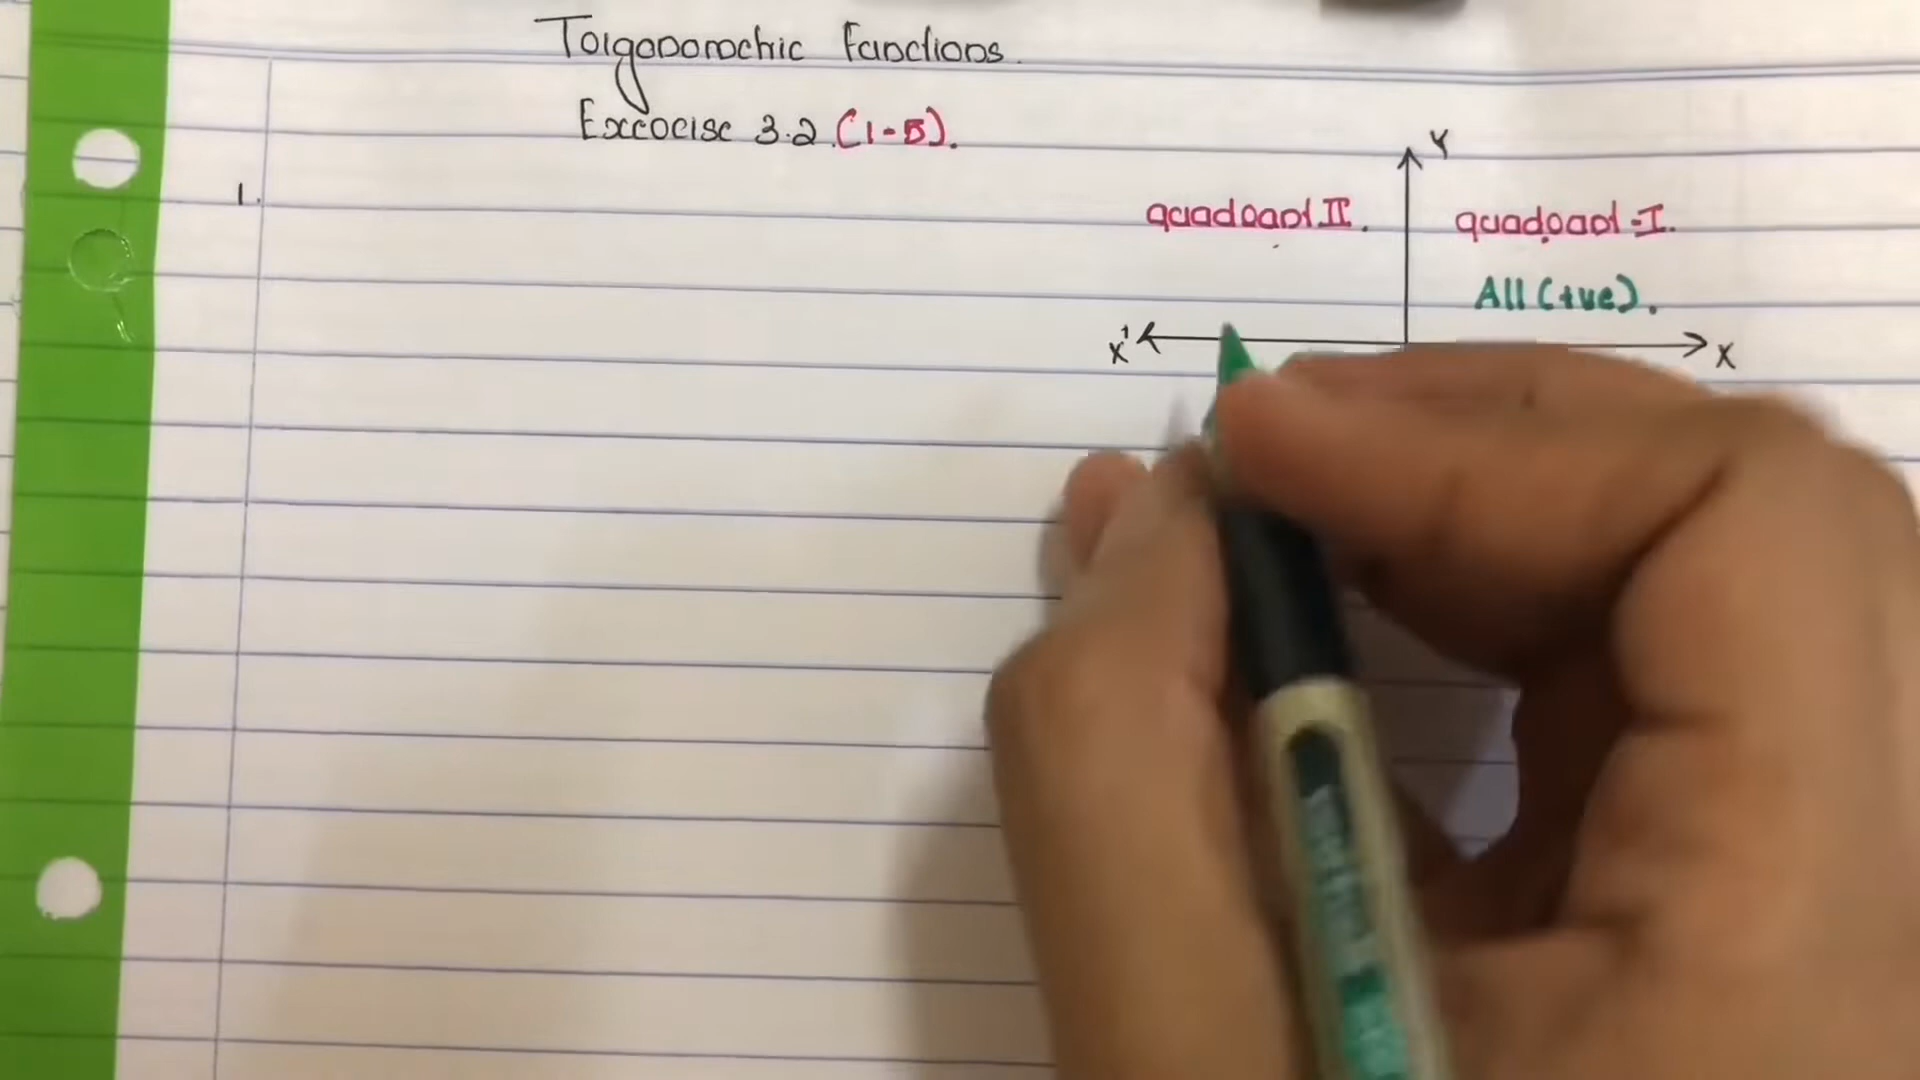 Trigonometric Functions.
Exercise 3.2 (1-5).
1.
Y
quadrant II.
quadrant-I.
All (+ve).
X'
X